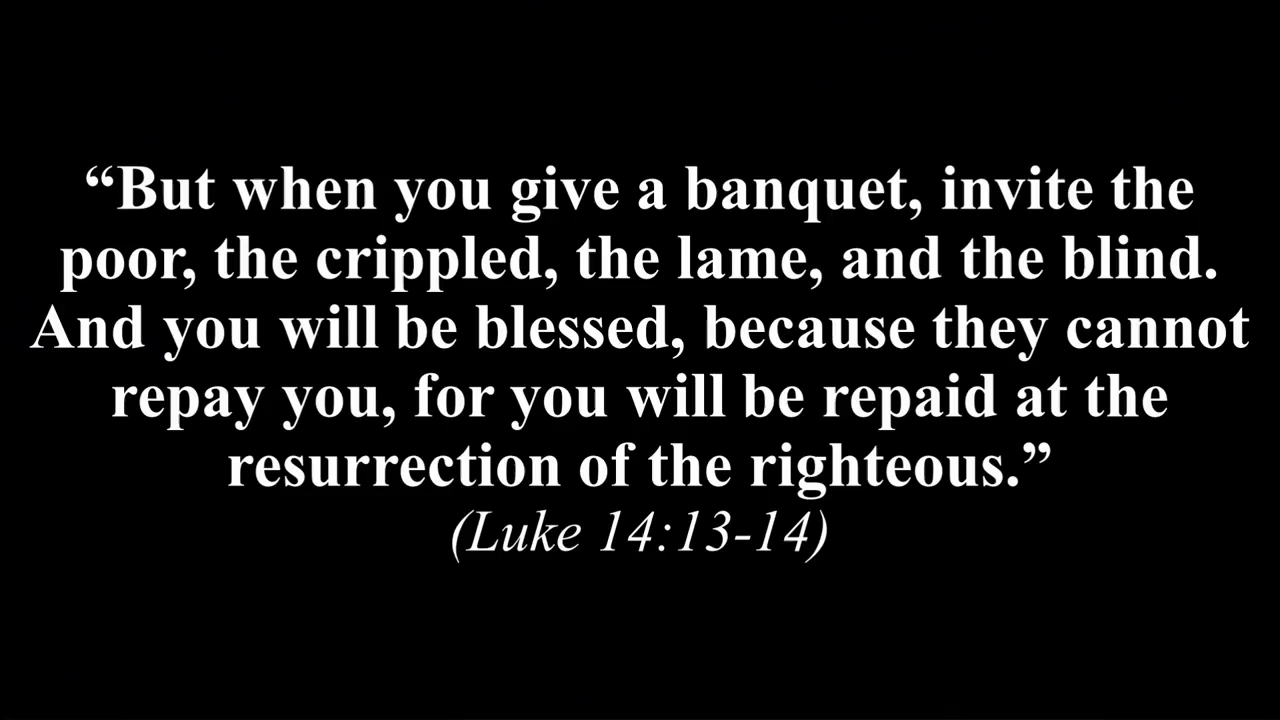 “But when you give a banquet, invite the
poor, the crippled, the lame, and the blind.
And you will be blessed, because they cannot
repay you, for you will be repaid at the
resurrection of the righteous.”
(Luke 14:13-14)